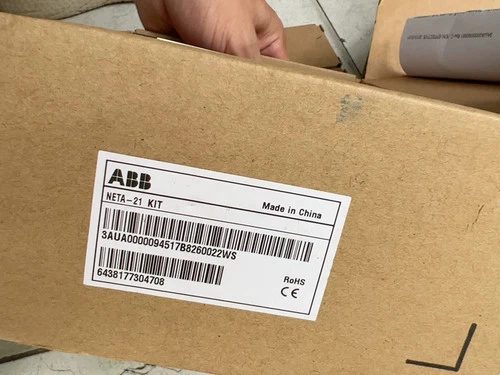 ABB
NETA-21 KIT
Made in China
3AUA0000094517B8260022WS
RoHS
CE
6438177304708